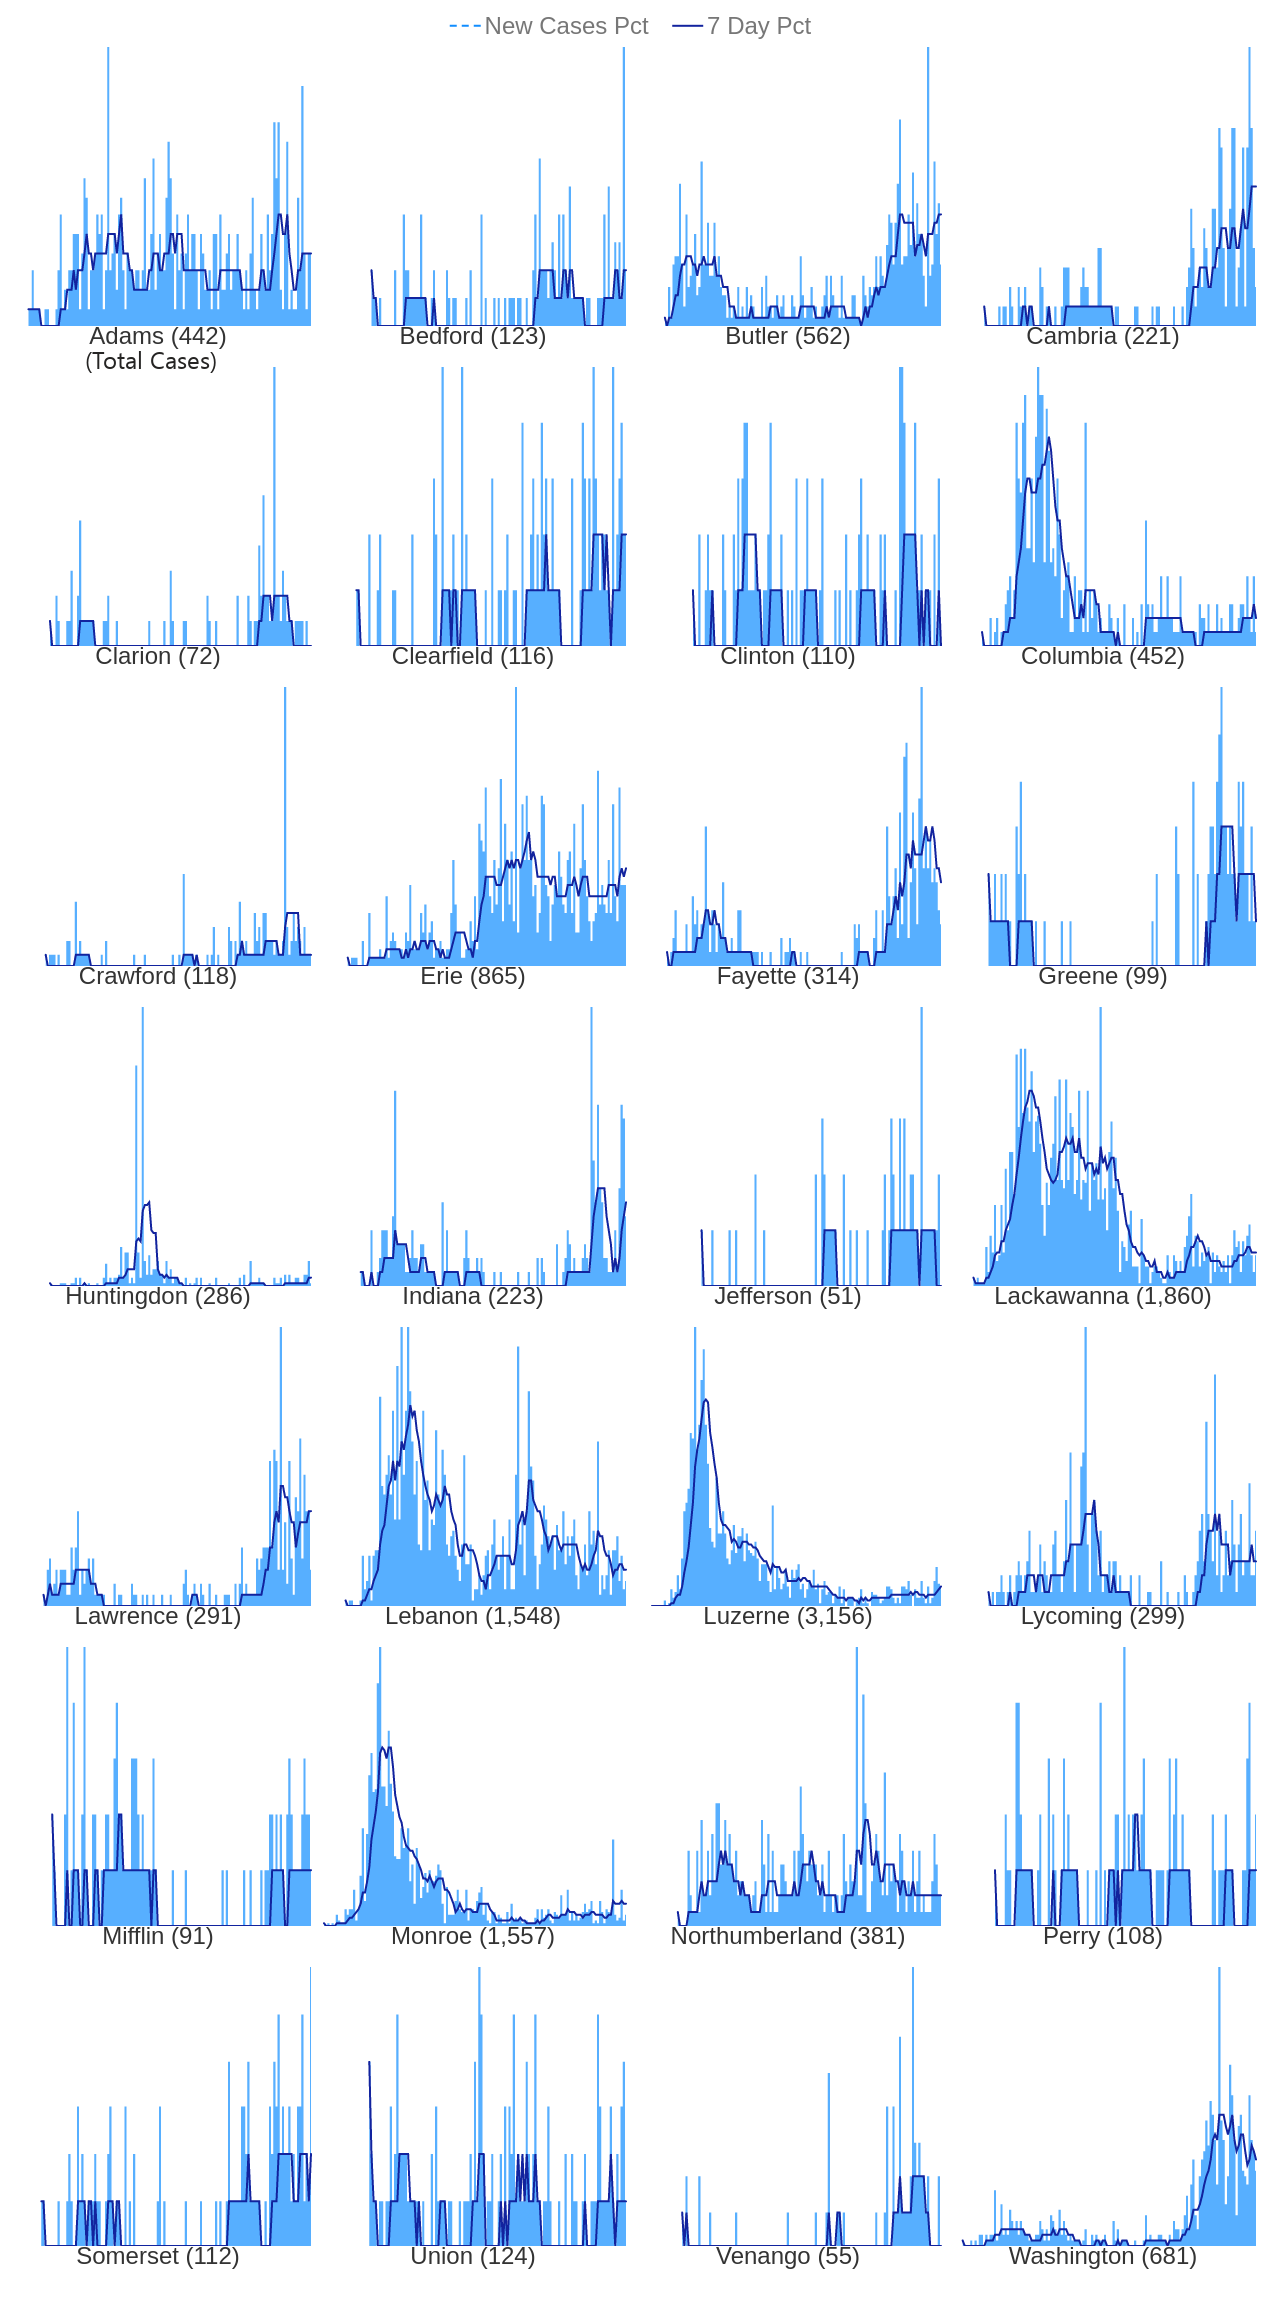 New Cases Pct 7 Day Pct
Adams (442) Bedford (123) Butler (562) Cambria (221)
(Total Cases)
Clarion (72) Clearfield (116) Clinton (110) Columbia (452)
Crawford (118) Erie (865) Fayette (314) Greene (99)
Huntingdon (286) Indiana (223) Jefferson (51) Lackawanna (1,860)
Lawrence (291) Lebanon (1,548) Luzerne (3,156) Lycoming (299)
Mifflin (91) Monroe (1,557) Northumberland (381) Perry (108)
Somerset (112) Union (124) Venango (55) Washington (681)